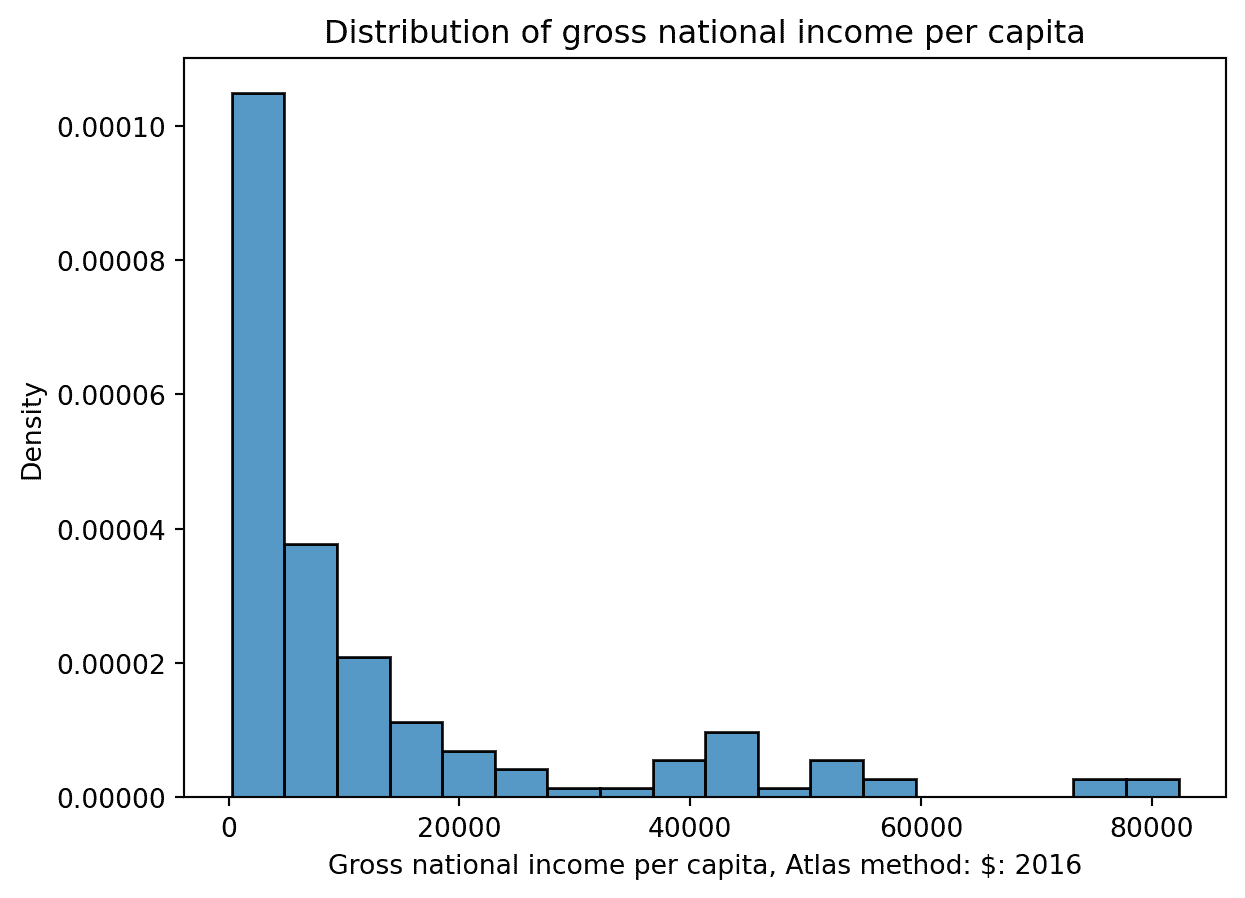 Distribution of gross national income per capita
0.00010
0.00008
0.00006
0.00004
0.00002
0.00000
Density
0 20000 40000 60000 80000
Gross national income per capita, Atlas method: $: 2016